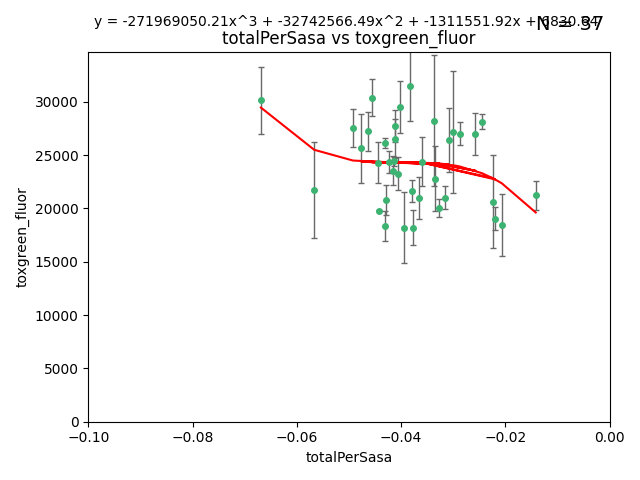 y = -271969050.21x^3 + -32742566.49x^2 + -1311551.92x +
N = 37
totalPerSasa vs toxgreen_fluor
30000
25000
20000
15000
10000
5000
0
toxgreen_fluor
−0.10
−0.08
−0.06
−0.04
−0.02
0.00
totalPerSasa